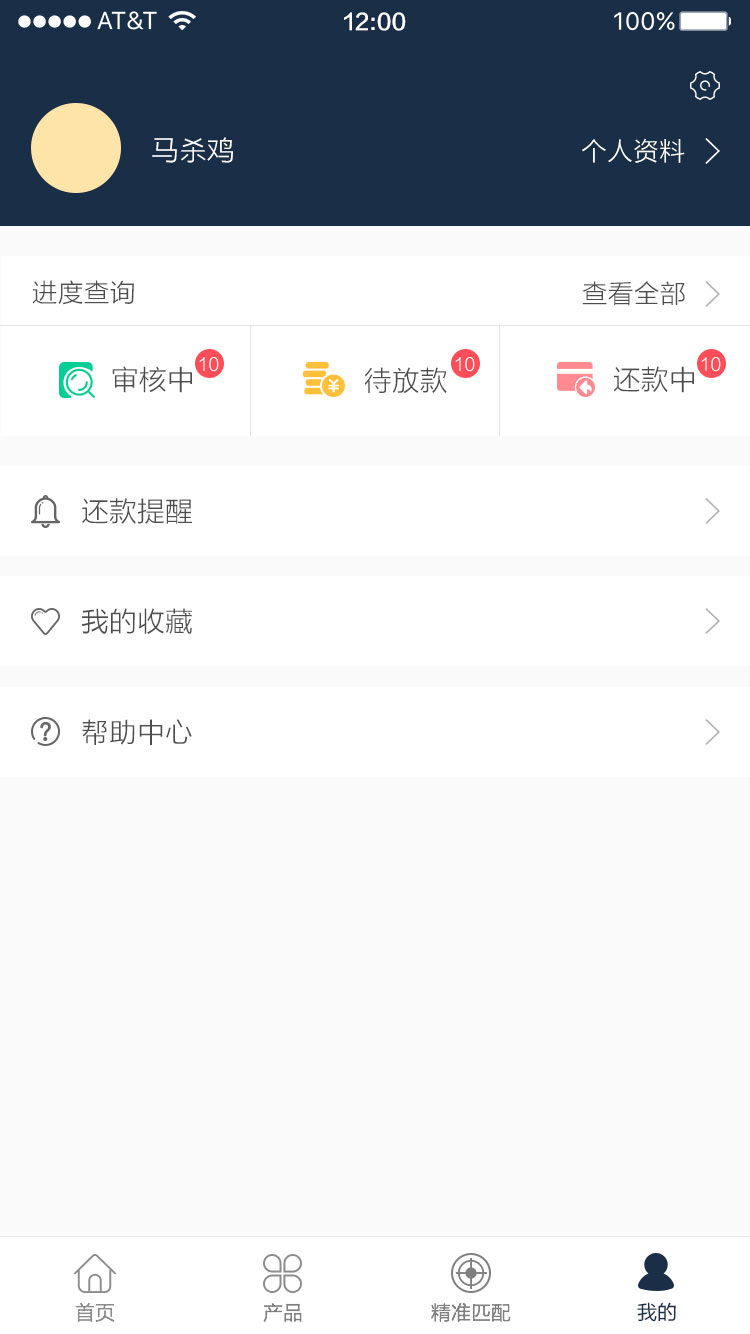 AT&T 12:00 100%
马杀鸡 个人资料
进度查询 查看全部
审核中 10 待放款 10 还款中 10
还款提醒
我的收藏
帮助中心
首页 产品 精准匹配 我的